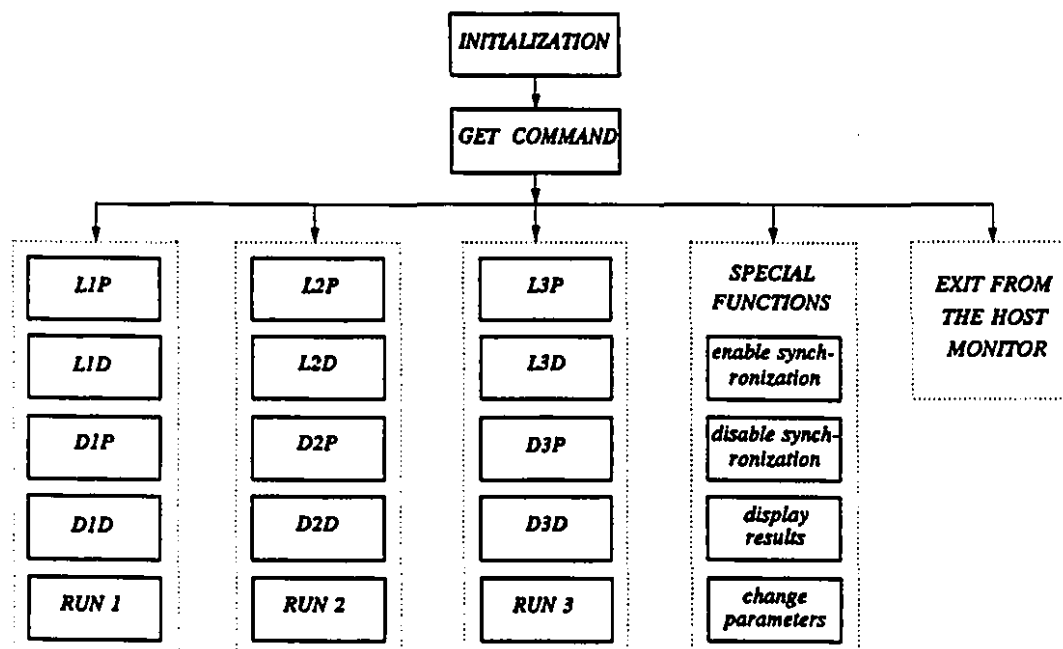 INITIALIZATION
GET COMMAND
L1P
L1D
D1P
D1D
RUN 1
L2P
L2D
D2P
D2D
RUN 2
L3P
L3D
D3P
D3D
RUN 3
SPECIAL
FUNCTIONS
enable synch-
ronization
disable synch-
ronization
display
results
change
parameters
EXIT FROM
THE HOST
MONITOR